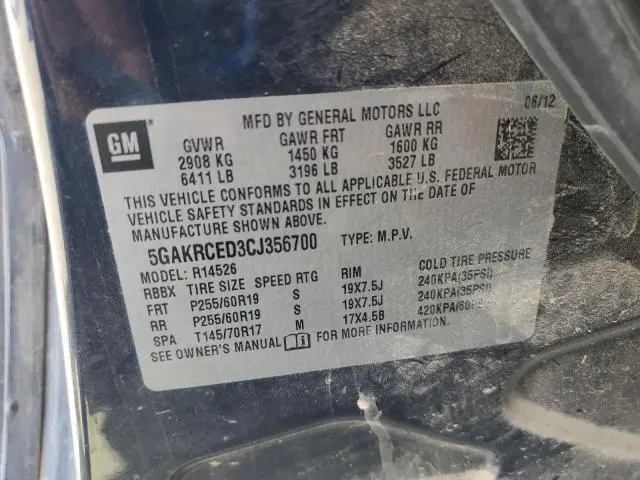 GM
MFD BY GENERAL MOTORS LLC 06/12
GVWR GAWR FRT GAWR RR
2908 KG 1450 KG 1600 KG
6411 LB 3196 LB 3527 LB
THIS VEHICLE CONFORMS TO ALL APPLICABLE U.S. FEDERAL MOTOR
VEHICLE SAFETY STANDARDS IN EFFECT ON THE DATE OF
MANUFACTURE SHOWN ABOVE.
5GAKRCED3CJ356700 TYPE: M.P.V.
MODEL: R14526
RBBX TIRE SIZE SPEED RTG RIM COLD TIRE PRESSURE
FRT P255/60R19 S 19X7.5J 240KPA(35PSI)
RR P255/60R19 S 19X7.5J 240KPA(35PSI)
SPA T145/70R17 M 17X4.5B 420KPA(60PSI)
SEE OWNER'S MANUAL FOR MORE INFORMATION.